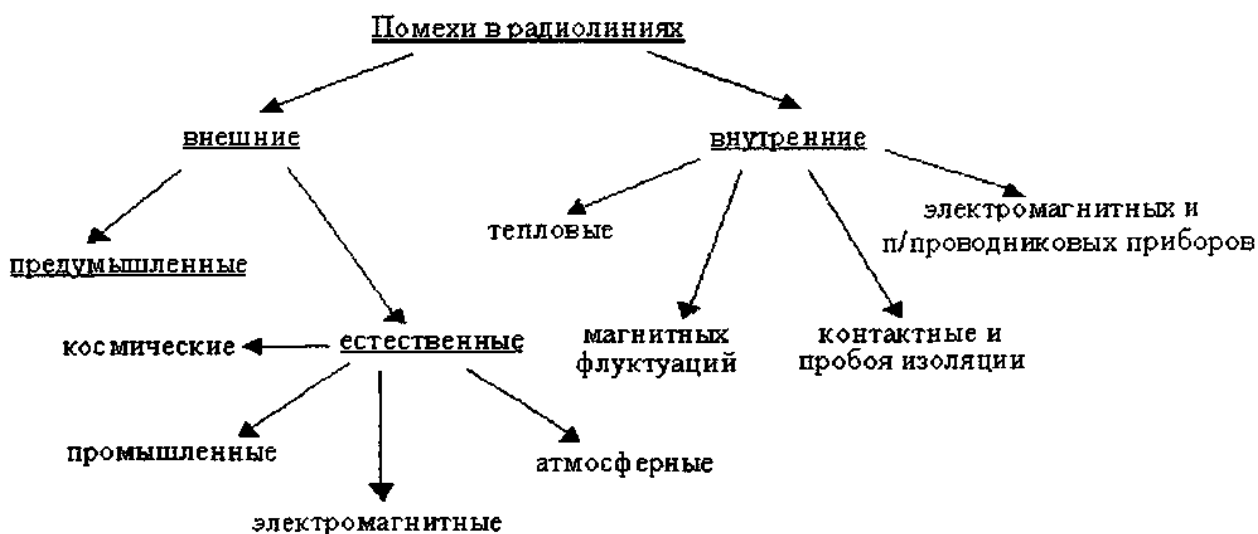 Помехи в радиолиниях
внешние
внутренние
предумышленные
тепловые
электромагнитных и
п/проводниковых приборов
космические
естественные
магнитных
флуктуаций
контактные и
пробоя изоляции
промышленные
атмосферные
электромагнитные